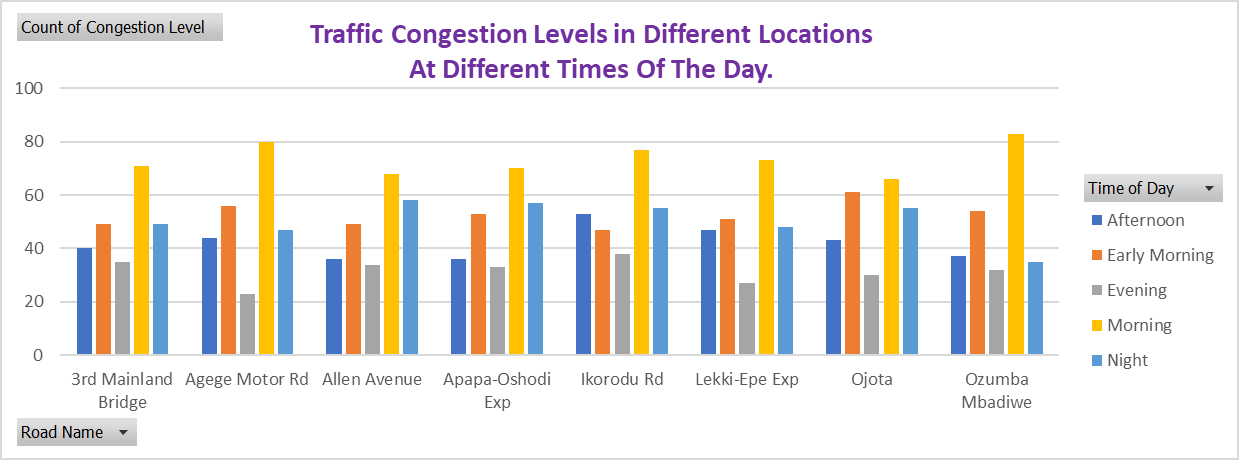 Count of Congestion Level
Traffic Congestion Levels in Different Locations
At Different Times Of The Day.
100
80
60
40
20
0
3rd Mainland
Bridge
Agege Motor Rd
Allen Avenue
Apapa-Oshodi
Exp
Ikorodu Rd
Lekki-Epe Exp
Ojota
Ozumba
Mbadiwe
Time of Day
Afternoon
Early Morning
Evening
Morning
Night
Road Name